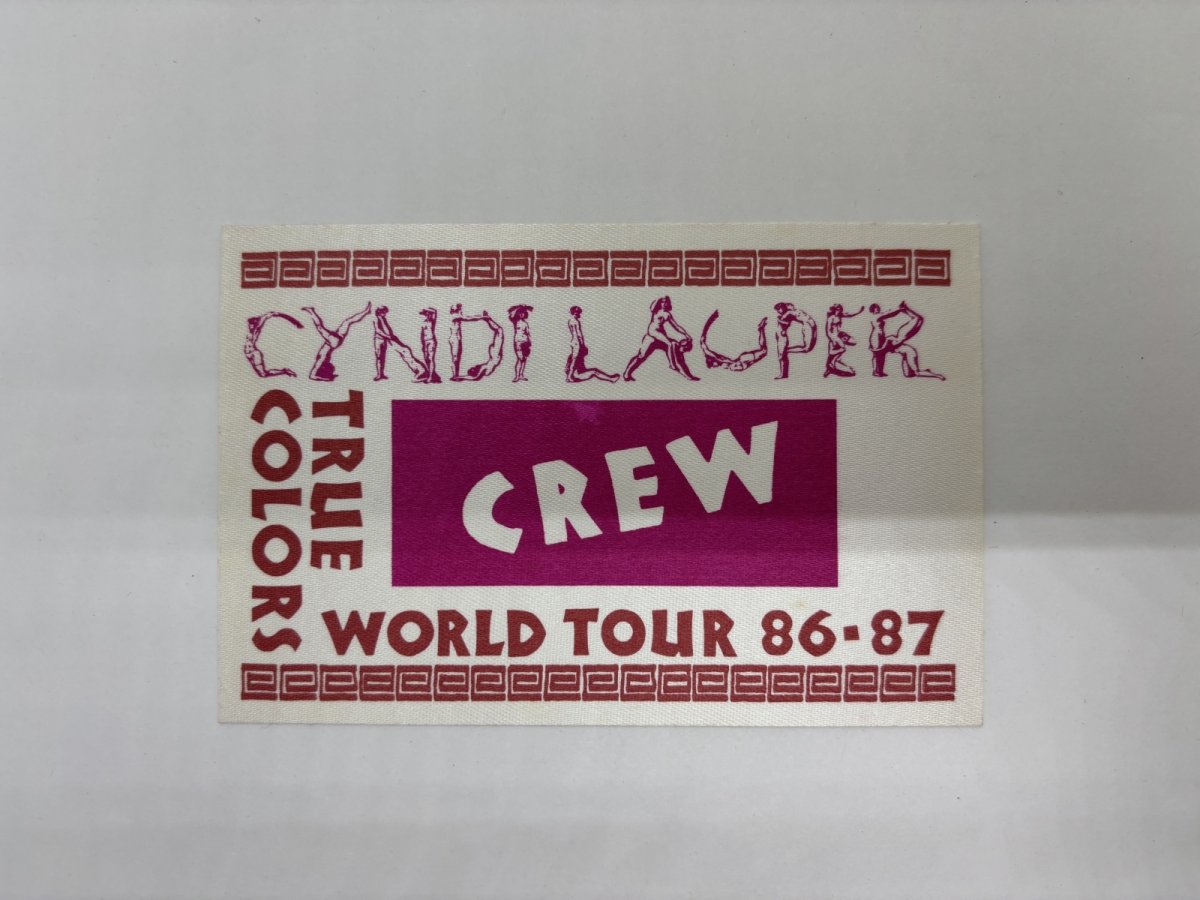 CYNDI LAUPER
TRUE
COLORS
CREW
WORLD TOUR 86-87